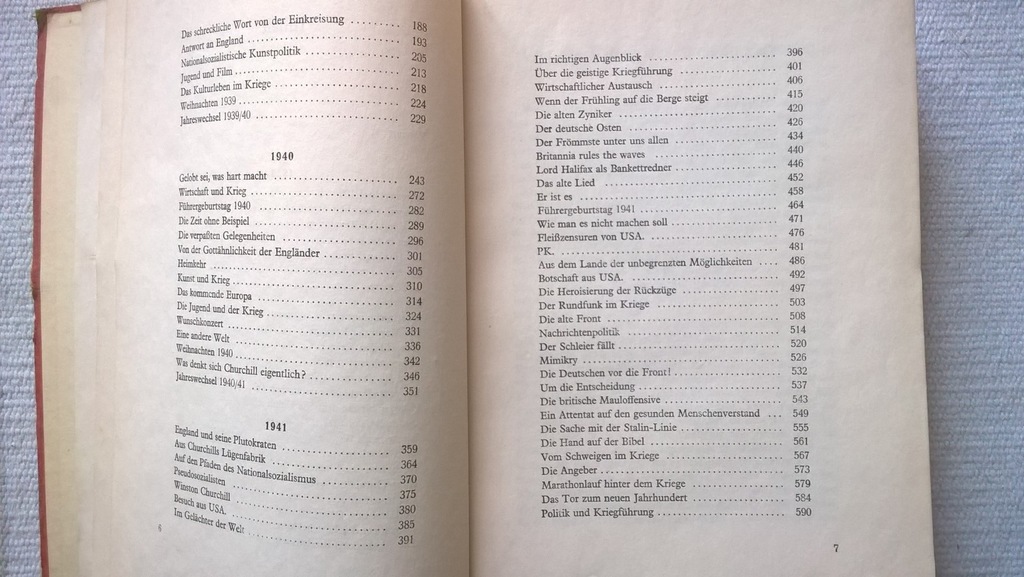 Das schreckliche Wort von der Einkreisung ........ 188
Antwort an England ........ 193
Nationalsozialistische Kunstpolitik ........ 205
Jugend und Film ........ 213
Das Kulturleben im Kriege ........ 218
Weihnachten 1939 ........ 224
Jahreswechsel 1939/40 ........ 229
1940
Gelobt sei, was hart macht ........ 243
Wirtschaft und Krieg ........ 272
Führergeburtstag 1940 ........ 282
Die Zeit ohne Beispiel ........ 289
Die verpaßten Gelegenheiten ........ 296
Von der Gottähnlichkeit der Engländer ........ 301
Heimkehr ........ 305
Kunst und Krieg ........ 310
Das kommende Europa ........ 314
Die Jugend und der Krieg ........ 324
Wunschkonzert ........ 331
Eine andere Welt ........ 336
Weihnachten 1940 ........ 342
Was denkt sich Churchill eigentlich? ........ 346
Jahreswechsel 1940/41 ........ 351
1941
England und seine Plutokraten ........ 359
Aus Churchills Lügenfabrik ........ 364
Auf den Pfaden des Nationalsozialismus ........ 370
Pseudosozialisten ........ 375
Winston Churchill ........ 380
Besuch aus USA. ........ 385
Im Gelächter der Welt ........ 391
6
Im richtigen Augenblick ........ 396
Über die geistige Kriegführung ........ 401
Wirtschaftlicher Austausch ........ 406
Wenn der Frühling auf die Berge steigt ........ 415
Die alten Zyniker ........ 420
Der deutsche Osten ........ 426
Der Frömmste unter uns allen ........ 434
Britannia rules the waves ........ 440
Lord Halifax als Bankettredner ........ 446
Das alte Lied ........ 452
Er ist es ........ 458
Führergeburtstag 1941 ........ 464
Wie man es nicht machen soll ........ 471
Fleißzensuren von USA. ........ 476
PK. ........ 481
Aus dem Lande der unbegrenzten Möglichkeiten .... 486
Botschaft aus USA. ........ 492
Die Heroisierung der Rückzüge ........ 497
Der Rundfunk im Kriege ........ 503
Die alte Front ........ 508
Nachrichtenpolitik ........ 514
Der Schleier fällt ........ 520
Mimikry ........ 526
Die Deutschen vor die Front! ........ 532
Um die Entscheidung ........ 537
Die britische Mauloffensive ........ 543
Ein Attentat auf den gesunden Menschenverstand ... 549
Die Sache mit der Stalin-Linie ........ 555
Die Hand auf der Bibel ........ 561
Vom Schweigen im Kriege ........ 567
Die Angeber ........ 573
Marathonlauf hinter dem Kriege ........ 579
Das Tor zum neuen Jahrhundert ........ 584
Politik und Kriegführung ........ 590
7